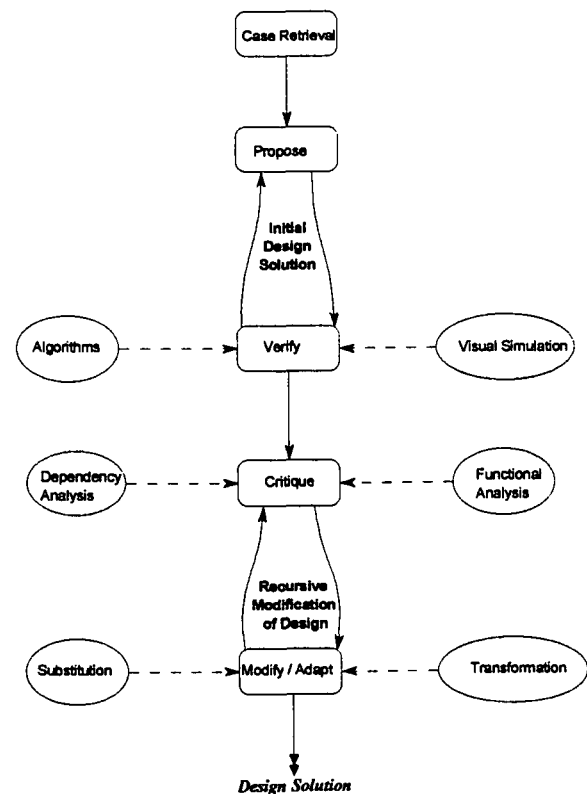 Case Retrieval
Propose
Initial
Design
Solution
Algorithms
Verify
Visual Simulation
Dependency
Analysis
Critique
Functional
Analysis
Recursive
Modification
of Design
Substitution
Modify / Adapt
Transformation
Design Solution